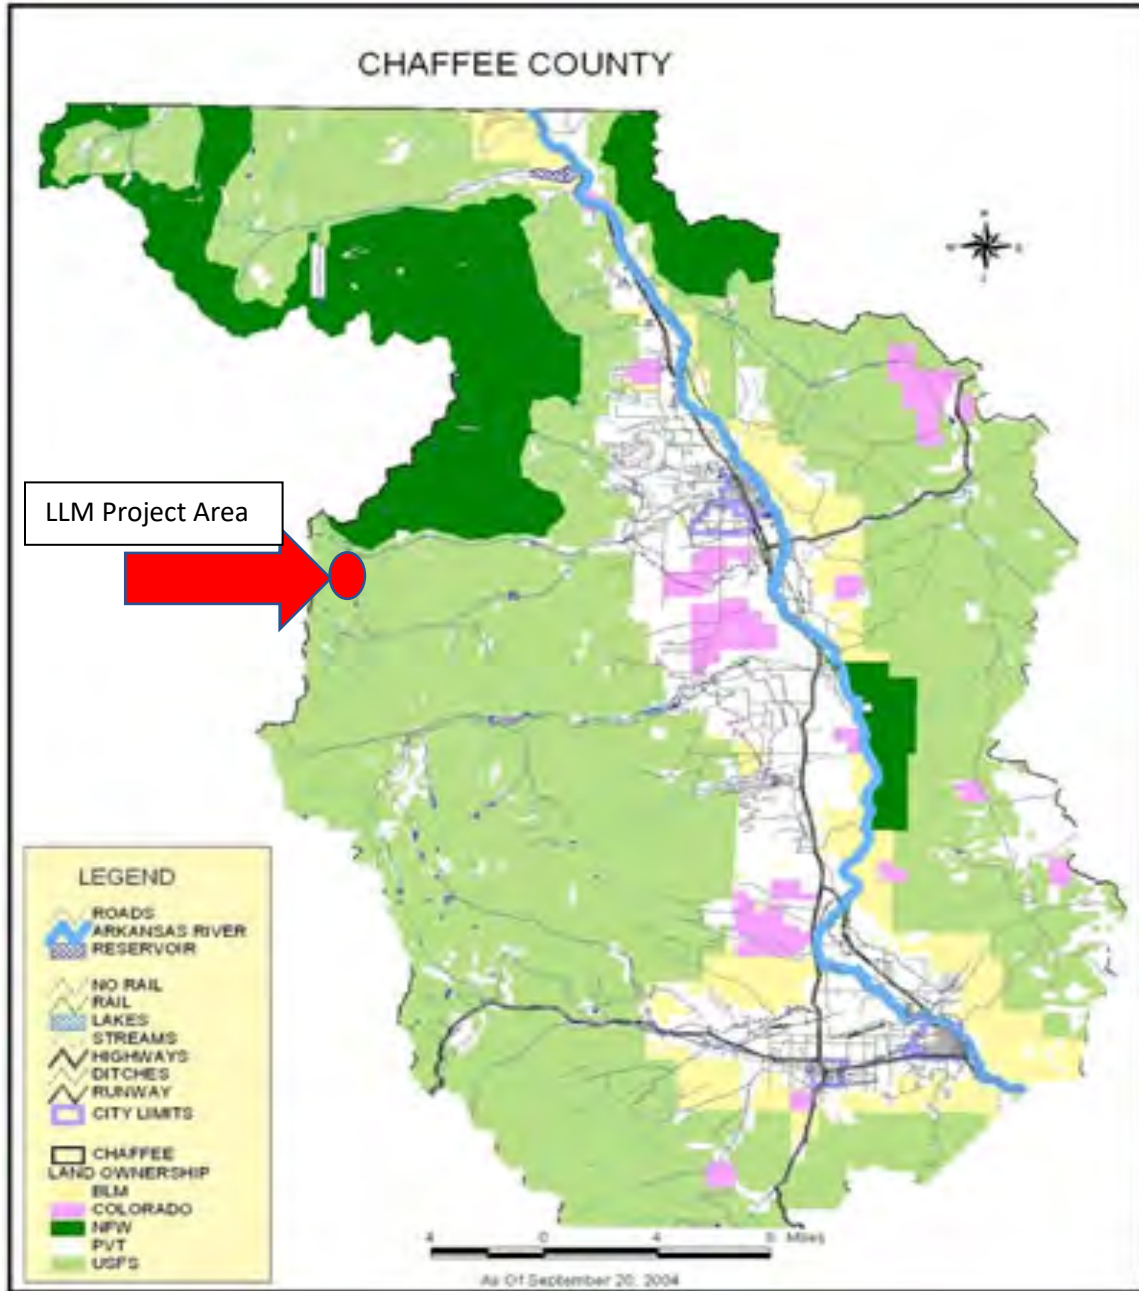 CHAFFEE COUNTY
LLM Project Area
LEGEND
ROADS
ARKANSAS RIVER
RESERVOIR
NO RAIL
RAIL
LAKES
STREAMS
HIGHWAYS
DITCHES
RUNWAY
CITY LIMITS
CHAFFEE
LAND OWNERSHIP
BLM
COLORADO
NFW
PVT
USFS
4 0 4 8 Miles
As Of September 20, 2004